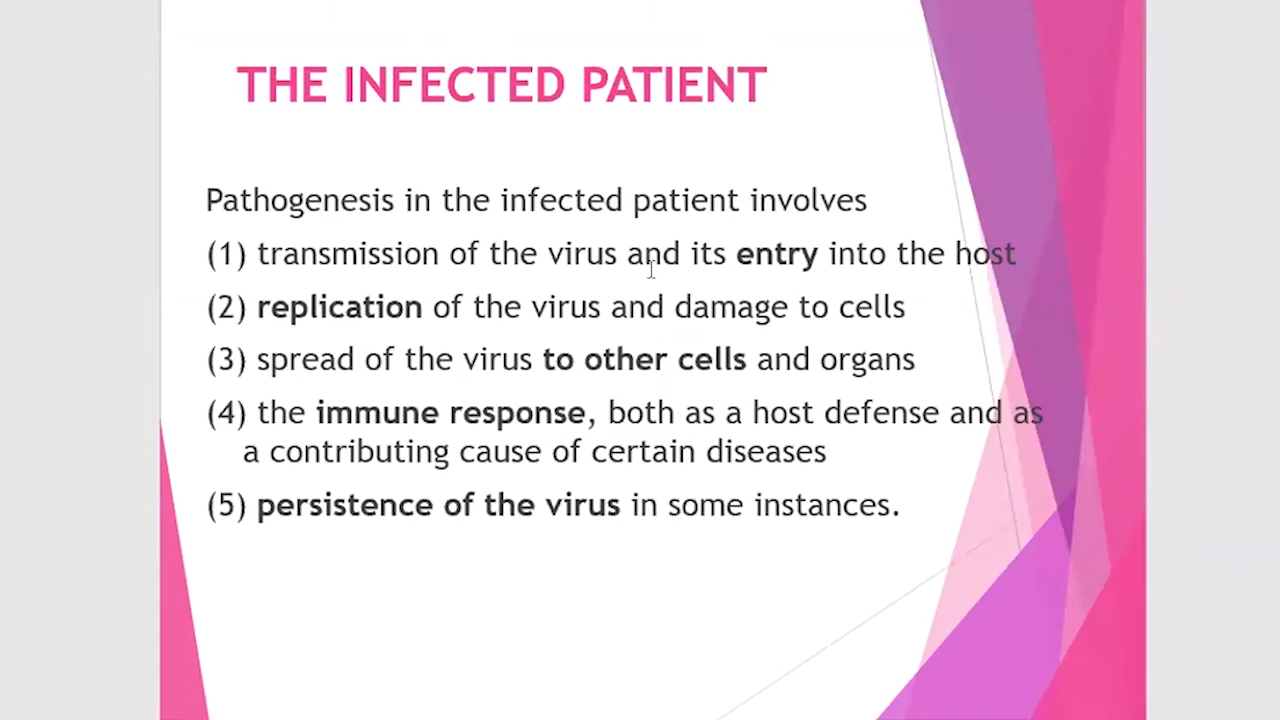 THE INFECTED PATIENT
Pathogenesis in the infected patient involves
(1) transmission of the virus and its entry into the host
(2) replication of the virus and damage to cells
(3) spread of the virus to other cells and organs
(4) the immune response, both as a host defense and as
a contributing cause of certain diseases
(5) persistence of the virus in some instances.